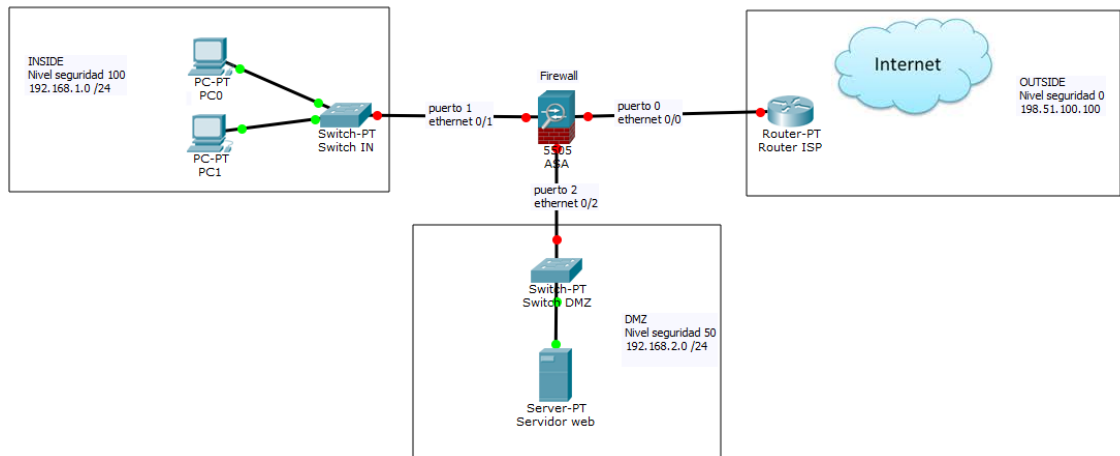 INSIDE
Nivel seguridad 100
192.168.1.0 /24
PC-PT
PC0
PC-PT
PC1
Switch-PT
Switch IN
puerto 1
ethernet 0/1
Firewall
5505
ASA
puerto 0
ethernet 0/0
Router-PT
Router ISP
Internet
OUTSIDE
Nivel seguridad 0
198.51.100.100
puerto 2
ethernet 0/2
Switch-PT
Switch DMZ
DMZ
Nivel seguridad 50
192.168.2.0 /24
Server-PT
Servidor web